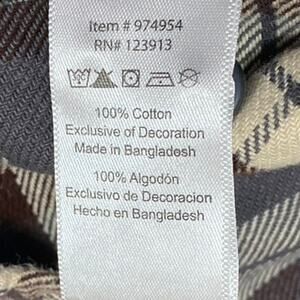 Item # 974954
RN# 123913
100% Cotton
Exclusive of Decoration
Made in Bangladesh
100% Algodón
Exclusivo de Decoracion
Hecho en Bangladesh